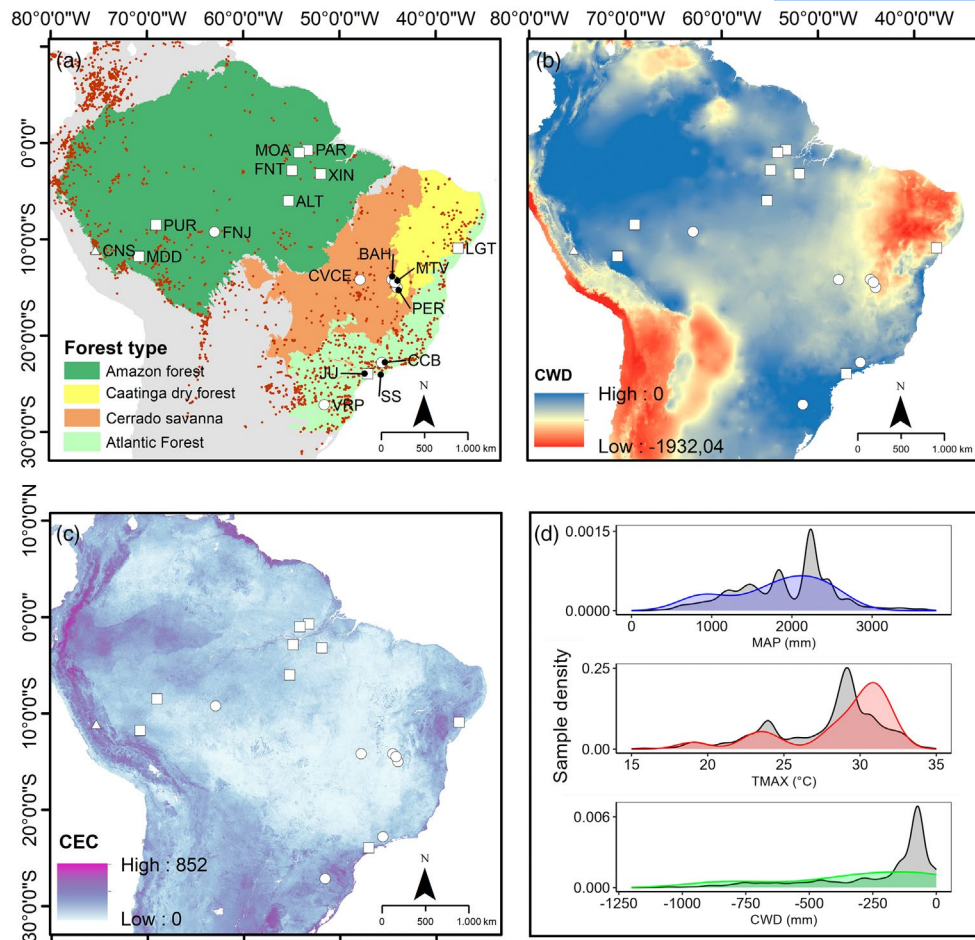 80°0'0"W 70°0'0"W 60°0'0"W 50°0'0"W 40°0'0"W
80°0'0"W 70°0'0"W 60°0'0"W 50°0'0"W 40°0'0"W
(a)
0°0'0"
10°0'0"S
20°0'0"S
30°0'0"S
MOA PAR
FNT XIN
ALT
PUR FNJ
CNS MDD
LGT
BAH MTV
CVCE
PER
CCB
JU SS
VRP
Forest type
Amazon forest
Caatinga dry forest
Cerrado savanna
Atlantic Forest
N
0 500 1.000 km
(b)
CWD
High : 0
Low : -1932,04
N
0 500 1.000 km
(c)
10°0'0"N
0°0'0"
10°0'0"S
20°0'0"S
30°0'0"S
CEC
High : 852
Low : 0
N
0 500 1.000 km
(d)
Sample density
0.0015
0.0000
0 1000 2000 3000
MAP (mm)
0.25
0.00
15 20 25 30 35
TMAX (°C)
0.006
0.000
-1250 -1000 -750 -500 -250 0
CWD (mm)